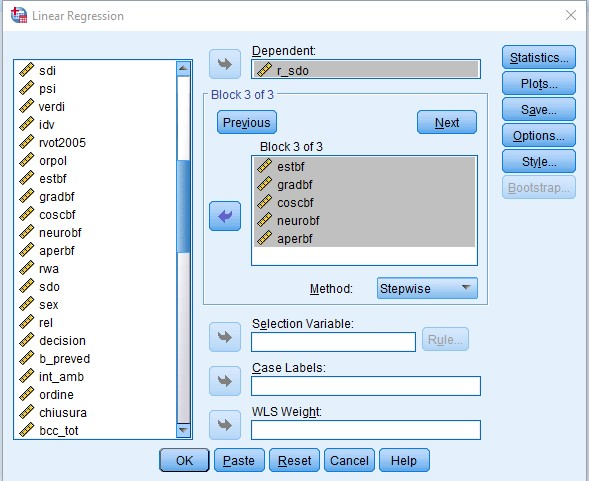 Linear Regression
sdi
psi
verdi
idv
rvot2005
orpol
estbf
gradbf
coscbf
neurobf
aperbf
rwa
sdo
sex
rel
decision
b_preved
int_amb
ordine
chiusura
bcc_tot
Dependent:
r_sdo
Block 3 of 3
Previous
Next
Block 3 of 3
estbf
gradbf
coscbf
neurobf
aperbf
Method:
Stepwise
Selection Variable:
Rule...
Case Labels:
WLS Weight:
Statistics...
Plots...
Save...
Options...
Style...
Bootstrap...
OK
Paste
Reset
Cancel
Help